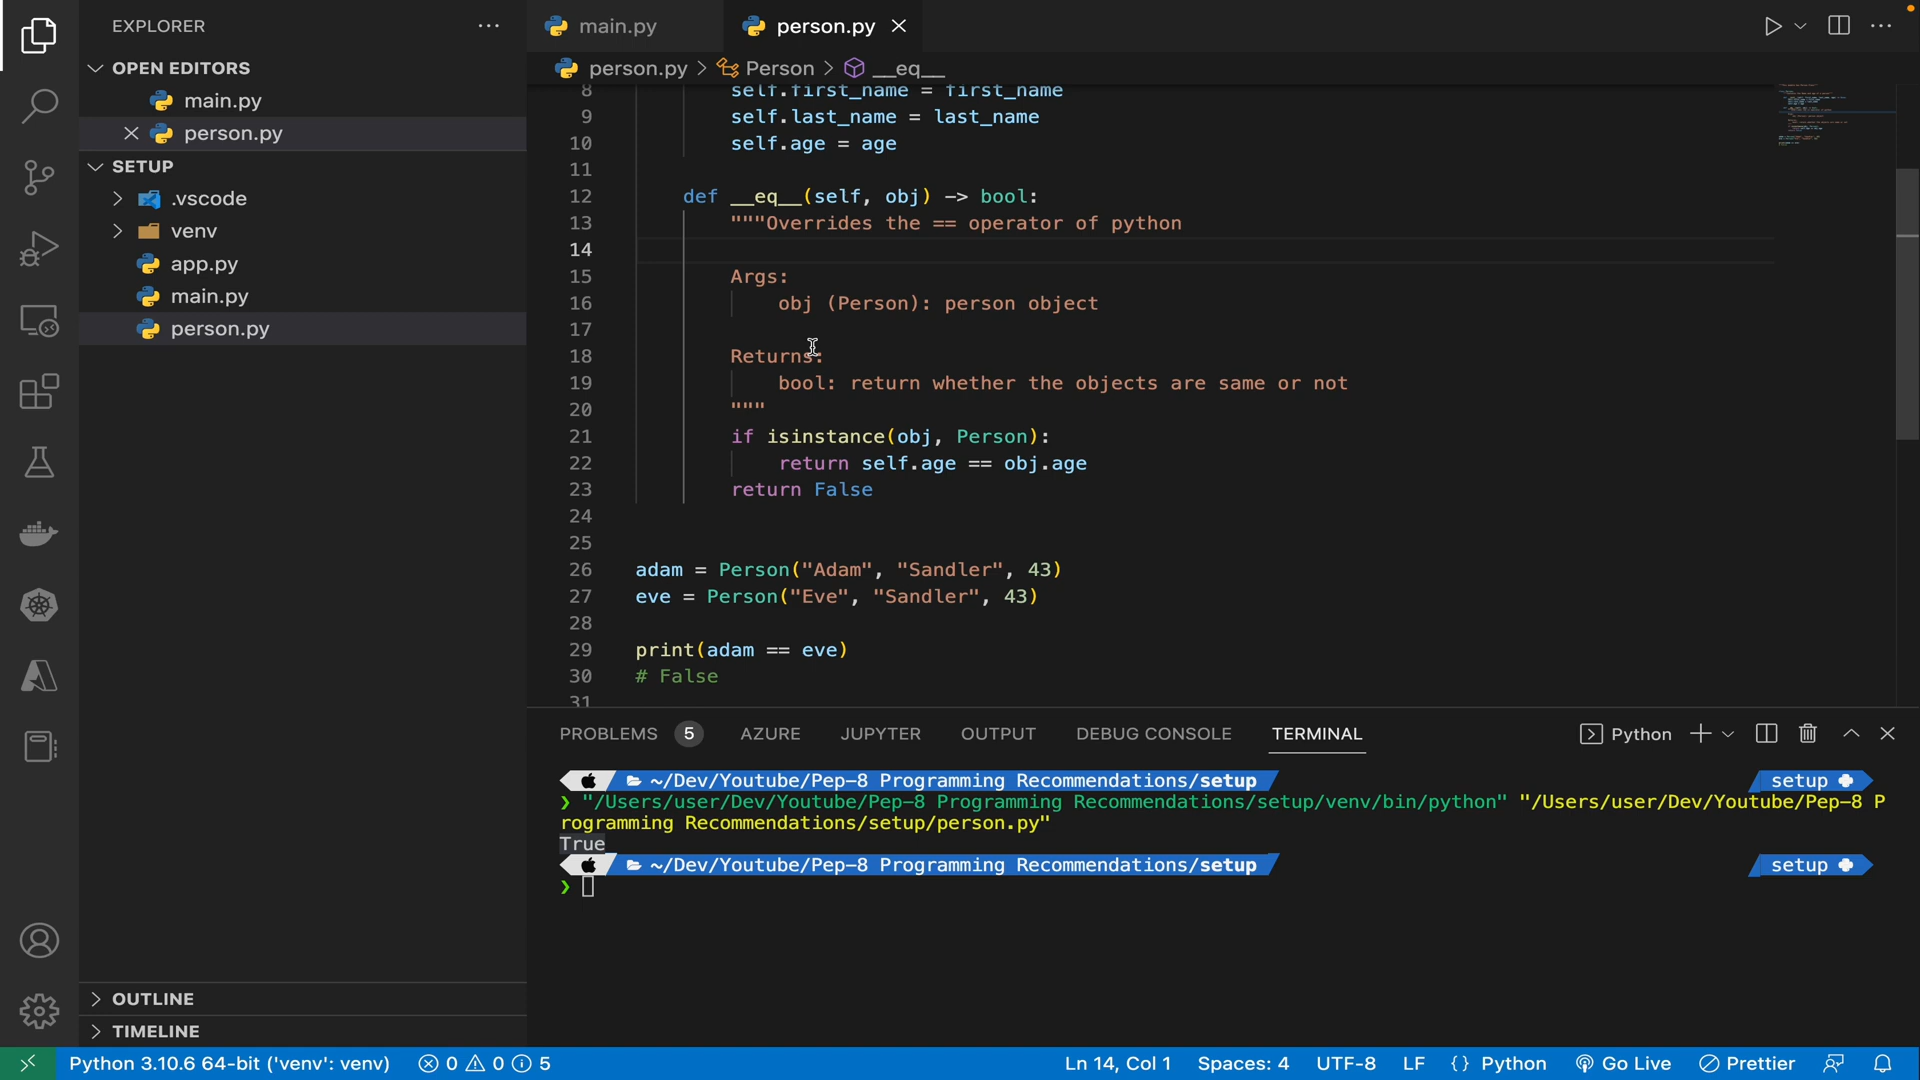 EXPLORER
OPEN EDITORS
main.py
person.py
SETUP
.vscode
venv
app.py
main.py
person.py
OUTLINE
TIMELINE
main.py
person.py
person.py > Person > __eq__
8 self.first_name = first_name
9 self.last_name = last_name
10 self.age = age
11
12 def __eq__(self, obj) -> bool:
13 """Overrides the == operator of python
14
15 Args:
16 obj (Person): person object
17
18 Returns:
19 bool: return whether the objects are same or not
20 """
21 if isinstance(obj, Person):
22 return self.age == obj.age
23 return False
24
25
26 adam = Person("Adam", "Sandler", 43)
27 eve = Person("Eve", "Sandler", 43)
28
29 print(adam == eve)
30 # False
31
PROBLEMS 5 AZURE JUPYTER OUTPUT DEBUG CONSOLE TERMINAL Python
~/Dev/Youtube/Pep-8 Programming Recommendations/setup setup
❯ "/Users/user/Dev/Youtube/Pep-8 Programming Recommendations/setup/venv/bin/python" "/Users/user/Dev/Youtube/Pep-8 P
rogramming Recommendations/setup/person.py"
True
~/Dev/Youtube/Pep-8 Programming Recommendations/setup setup
❯
Python 3.10.6 64-bit ('venv': venv) 0 0 5 Ln 14, Col 1 Spaces: 4 UTF-8 LF {} Python Go Live Prettier